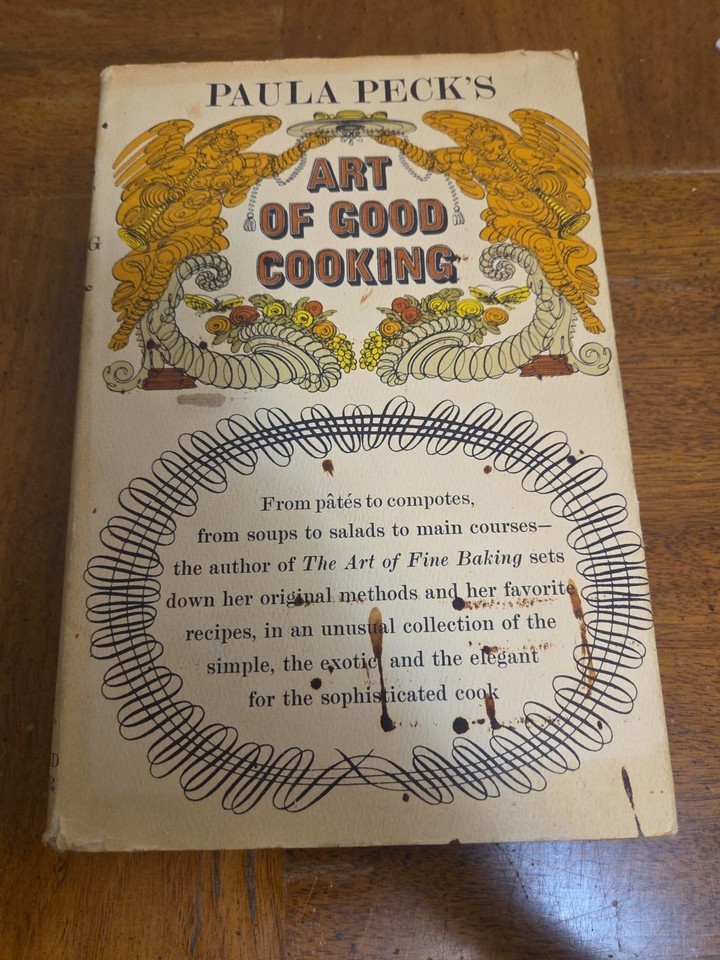 PAULA PECK'S
ART
OF GOOD
COOKING
From pâtés to compotes,
from soups to salads to main courses—
the author of The Art of Fine Baking sets
down her original methods and her favorite
recipes, in an unusual collection of the
simple, the exotic, and the elegant
for the sophisticated cook